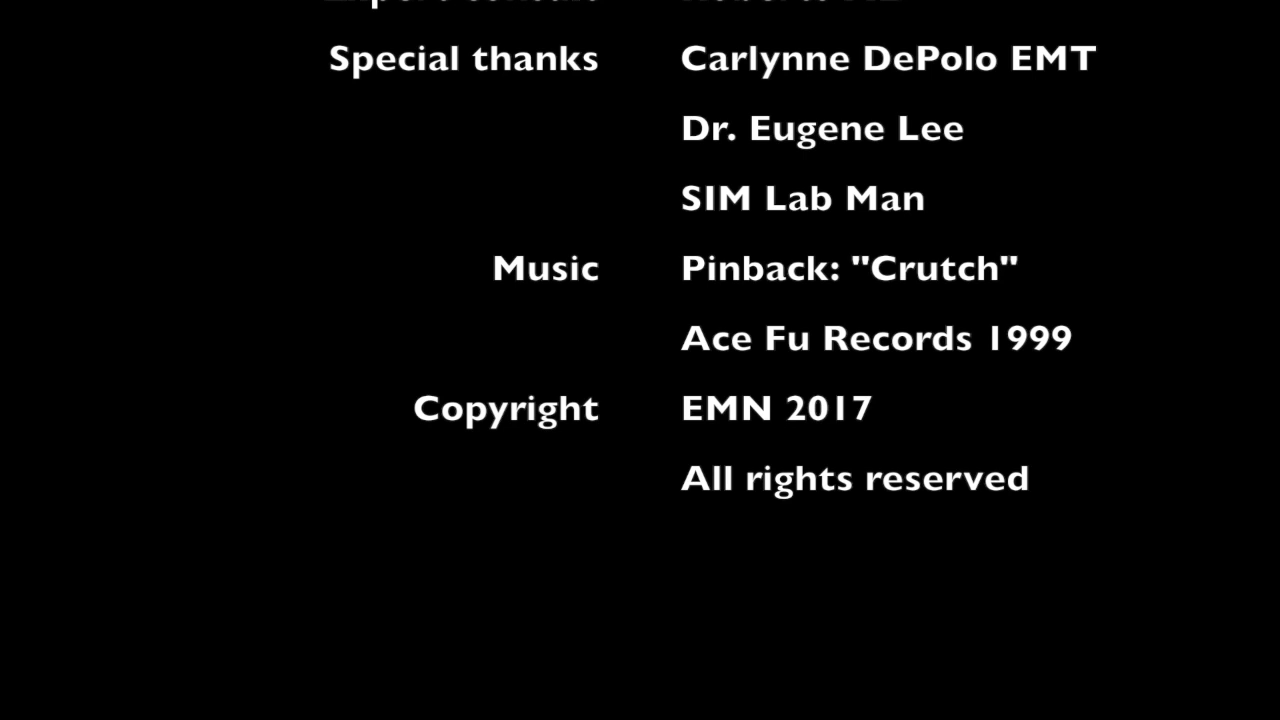 Special thanks Carlynne DePolo EMT
Dr. Eugene Lee
SIM Lab Man
Music Pinback: "Crutch"
Ace Fu Records 1999
Copyright EMN 2017
All rights reserved